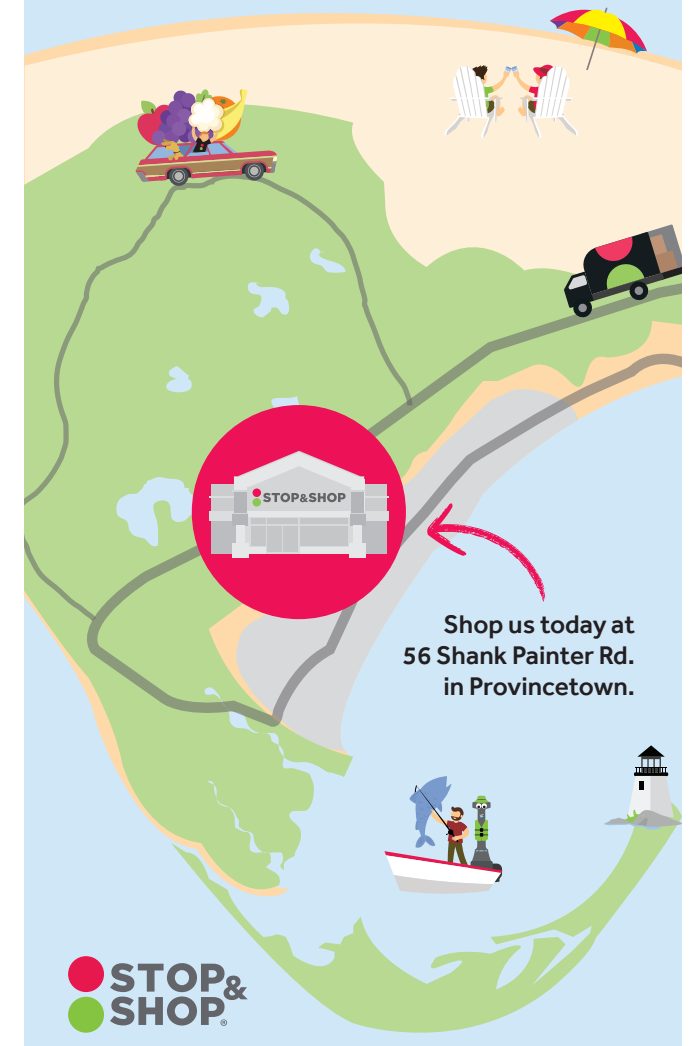 STOP&SHOP
Shop us today at
56 Shank Painter Rd.
in Provincetown.
STOP&
SHOP®